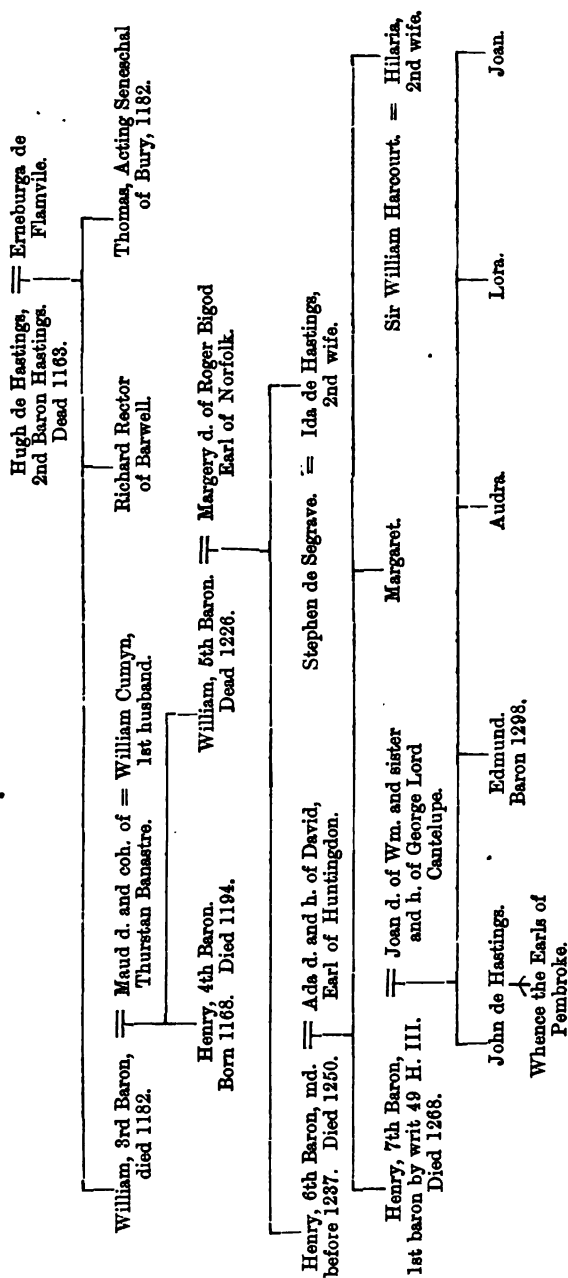 Hugh de Hastings,
2nd Baron Hastings.
Dead 1163.
= Erneburga de
Flamvile.
William, 3rd Baron,
died 1182.
= Maud d. and coh. of
Thurstan Banastre.
= William Cumyn,
1st husband.
Richard Rector
of Barwell.
Thomas, Acting Seneschal
of Bury, 1182.
Henry, 4th Baron.
Born 1168. Died 1194.
William, 5th Baron.
Dead 1226.
= Margery d. of Roger Bigod
Earl of Norfolk.
Henry, 6th Baron, md.
before 1237. Died 1250.
= Ada d. and h. of David,
Earl of Huntingdon.
Stephen de Segrave. = Ida de Hastings,
2nd wife.
Henry, 7th Baron,
1st baron by writ 49 H. III.
Died 1268.
= Joan d. of Wm. and sister
and h. of George Lord
Cantelupe.
Margaret.
Sir William Harcourt. = Hilaria,
2nd wife.
John de Hastings.
Whence the Earls of
Pembroke.
Edmund.
Baron 1298.
Audra.
Lora.
Joan.